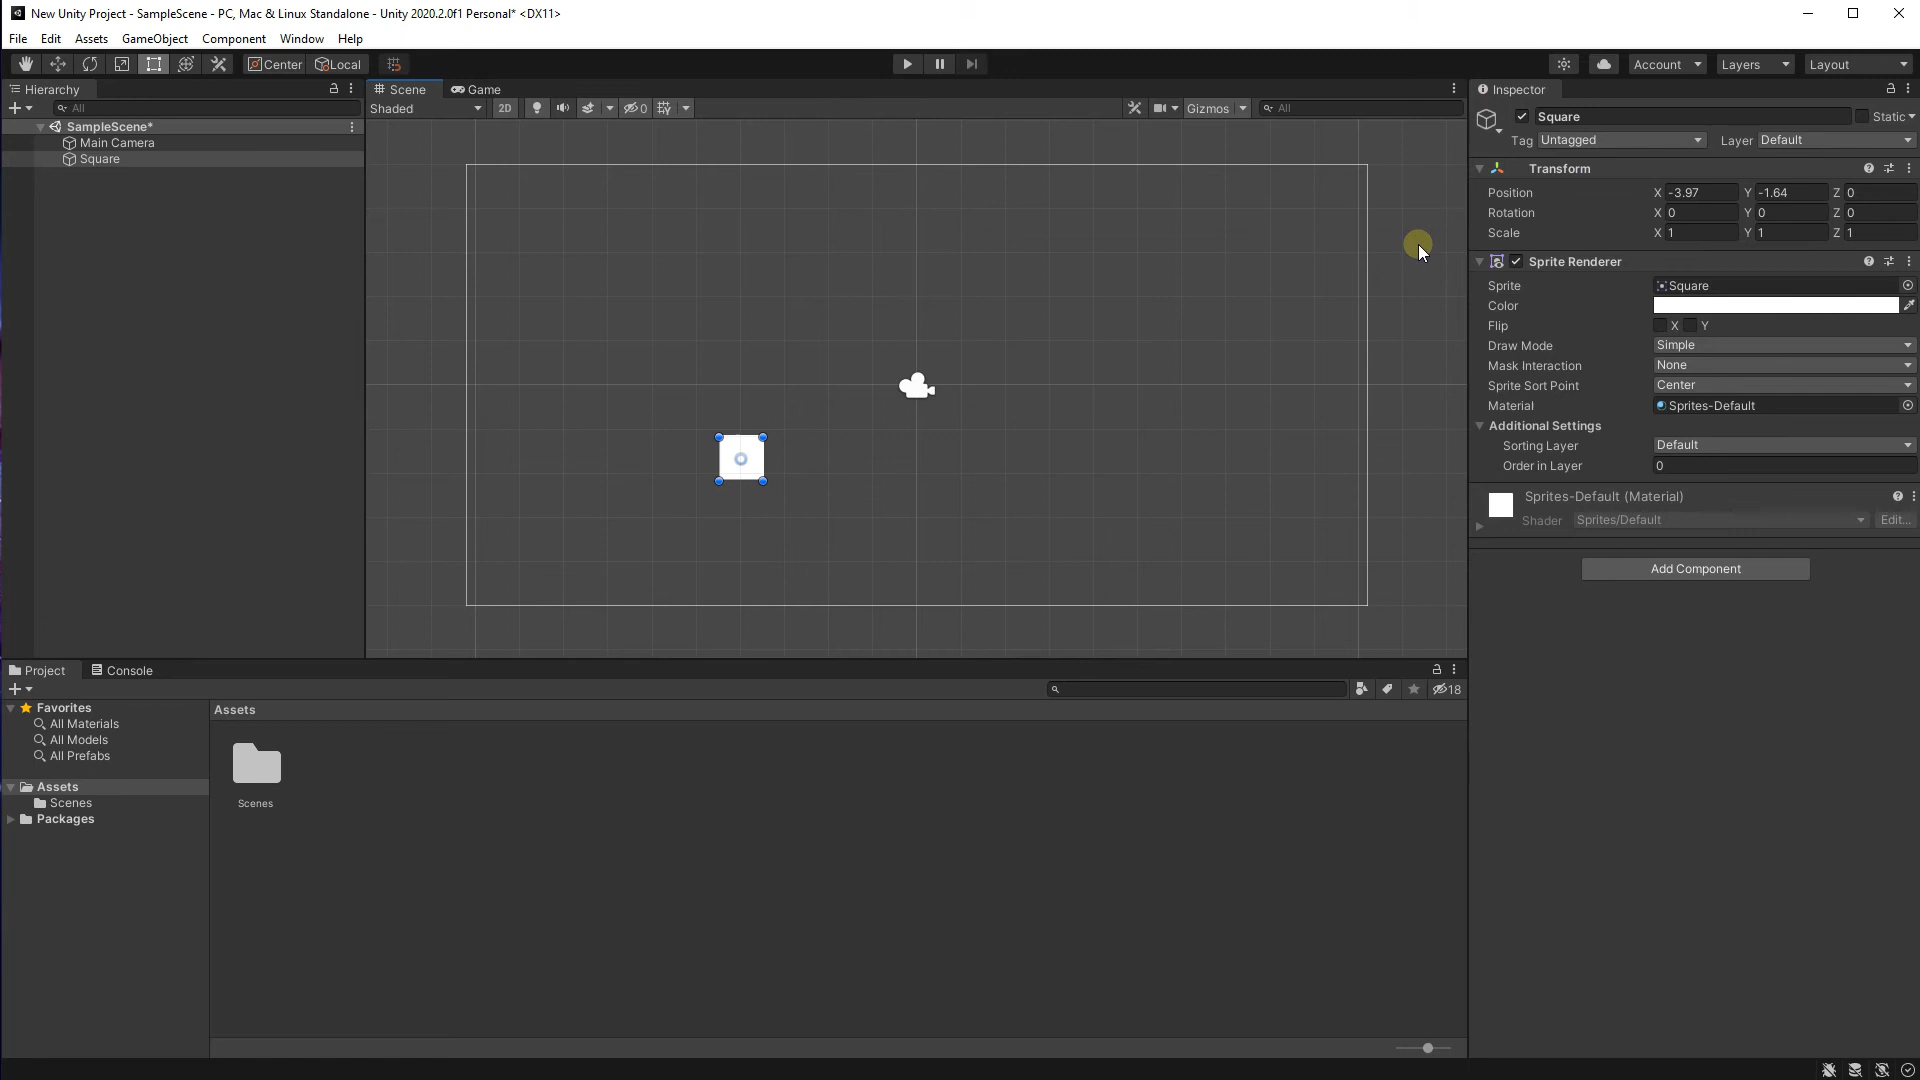 New Unity Project - SampleScene - PC, Mac & Linux Standalone - Unity 2020.2.0f1 Personal* <DX11>
File Edit Assets GameObject Component Window Help
Center Local Account Layers Layout
Hierarchy
All
SampleScene*
Main Camera
Square
Scene Game
Shaded 2D 0 Gizmos All
Inspector
Square Static
Tag Untagged Layer Default
Transform
Position X -3.97 Y -1.64 Z 0
Rotation X 0 Y 0 Z 0
Scale X 1 Y 1 Z 1
Sprite Renderer
Sprite Square
Color
Flip X Y
Draw Mode Simple
Mask Interaction None
Sprite Sort Point Center
Material Sprites-Default
Additional Settings
Sorting Layer Default
Order in Layer 0
Sprites-Default (Material)
Shader Sprites/Default Edit...
Add Component
Project Console
18
Favorites
All Materials
All Models
All Prefabs
Assets
Scenes
Packages
Assets
Scenes